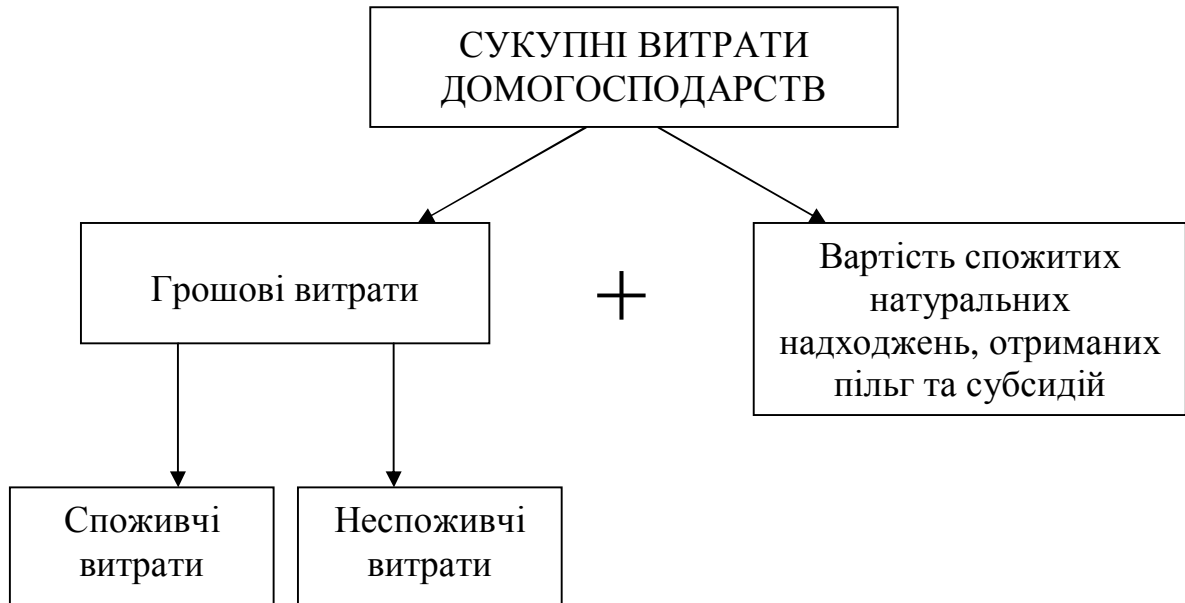 СУКУПНІ ВИТРАТИ
ДОМОГОСПОДАРСТВ
Грошові витрати
+
Вартість спожитих
натуральних
надходжень, отриманих
пільг та субсидій
Споживчі
витрати
Неспоживчі
витрати